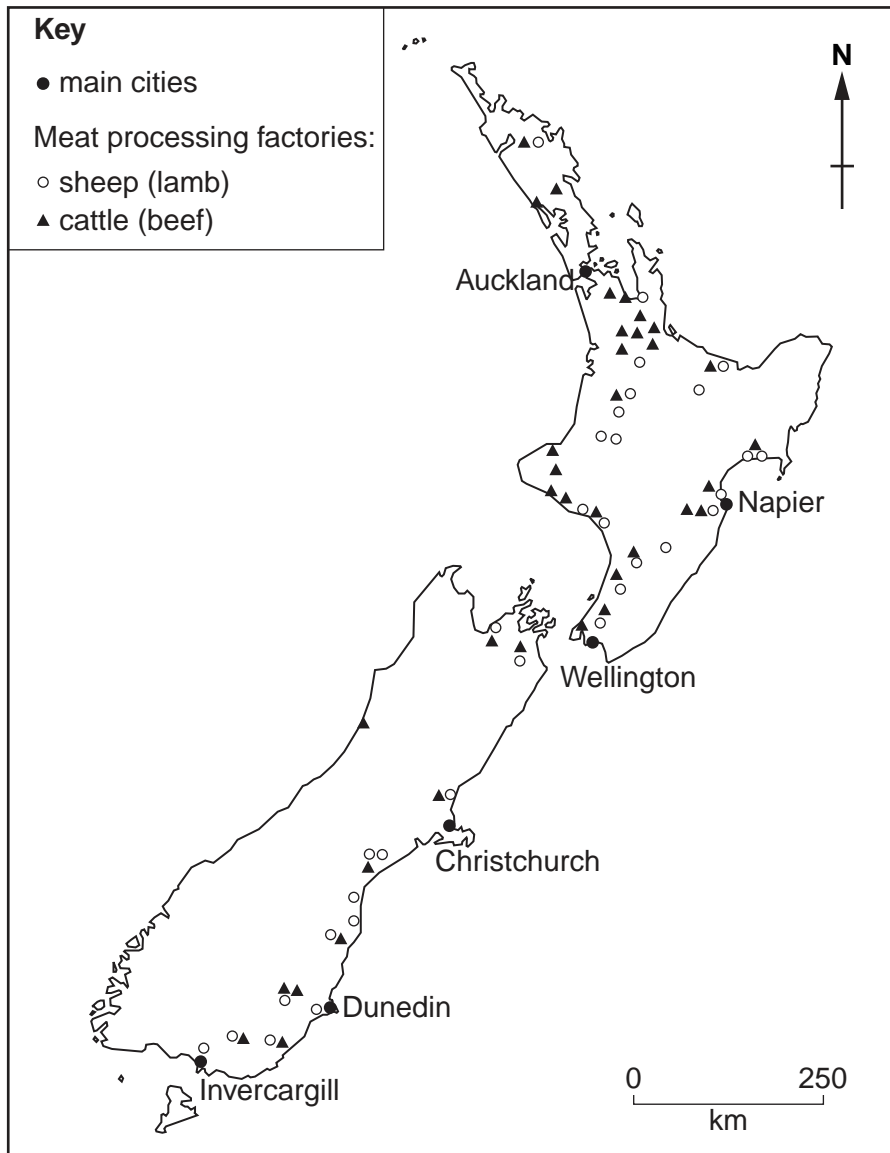 Key
main cities
Meat processing factories:
sheep (lamb)
cattle (beef)
N
Auckland
Napier
Wellington
Christchurch
Dunedin
Invercargill
0 250
km